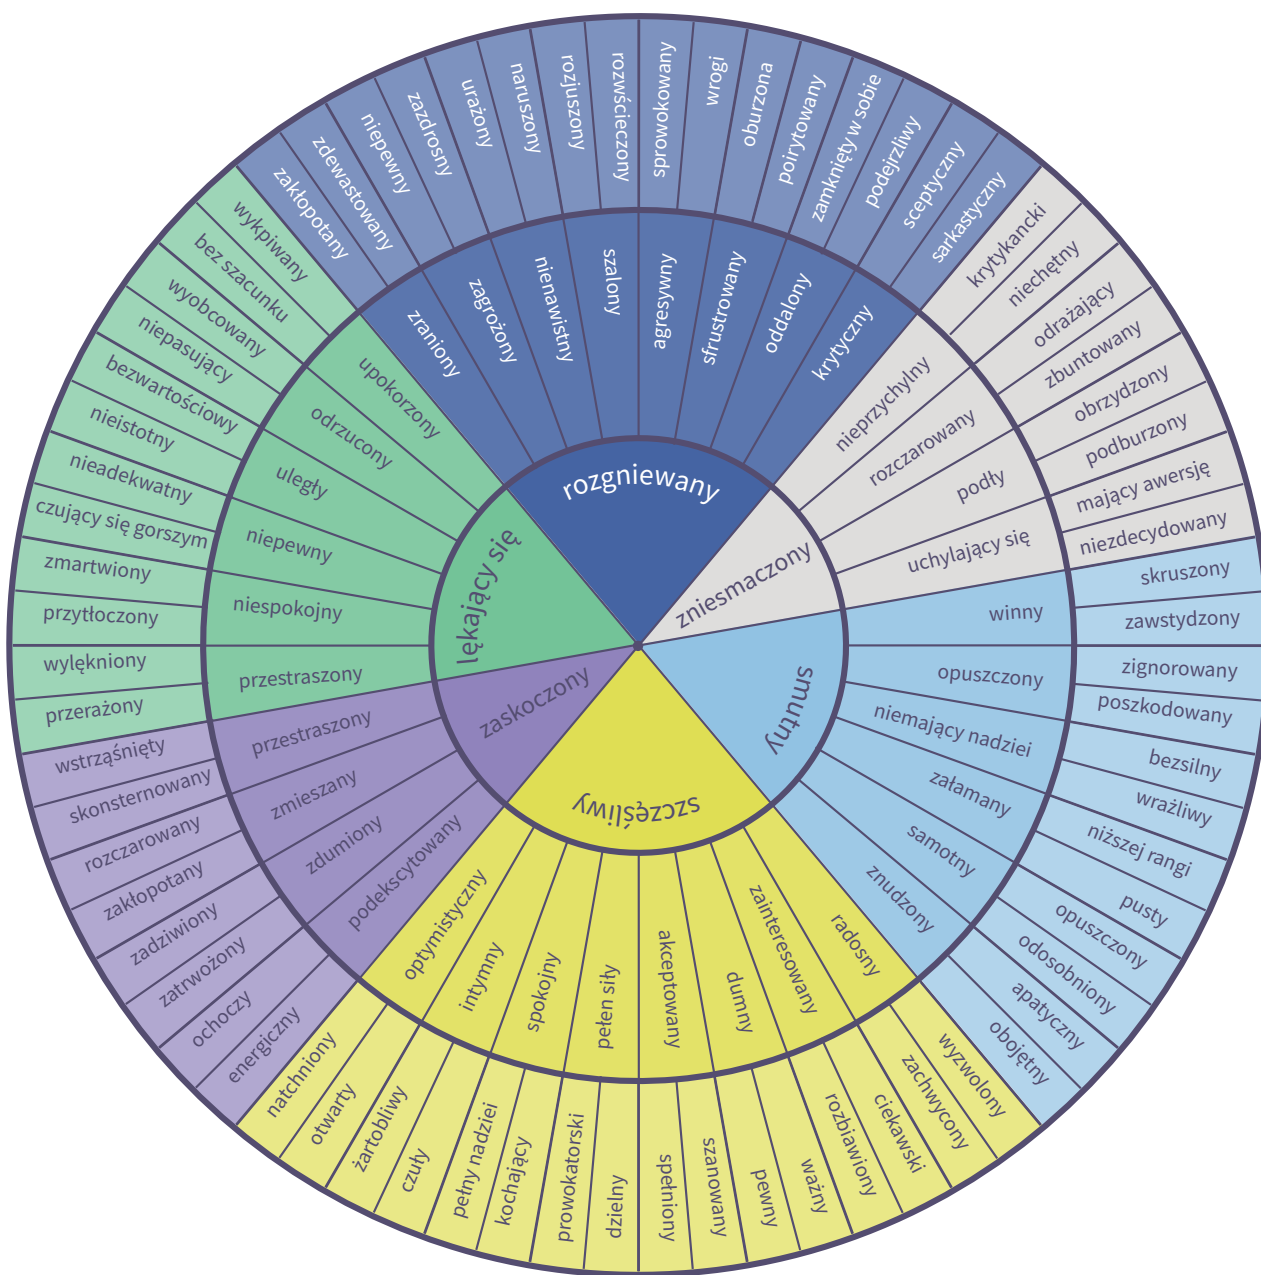 rozgniewany
zniesmaczony
smutny
szczęśliwy
zaskoczony
lękający się
zraniony
zagrożony
nienawistny
szalony
agresywny
sfrustrowany
oddalony
krytyczny
nieprzychylny
rozczarowany
podły
uchylający się
winny
opuszczony
niemający nadziei
załamany
samotny
znudzony
radosny
zainteresowany
dumny
akceptowany
pełen siły
spokojny
intymny
optymistyczny
podekscytowany
zdumiony
zmieszany
przestraszony
przestraszony
niespokojny
niepewny
uległy
odrzucony
upokorzony
zakłopotany
zdewastowany
niepewny
zazdrosny
urażony
naruszony
rozjuszony
rozwścieczony
sprowokowany
wrogi
oburzona
poirytowany
zamknięty w sobie
podejrzliwy
sceptyczny
sarkastyczny
krytykancki
niechętny
odrażający
zbuntowany
obrzydzony
podburzony
mający awersję
niezdecydowany
skruszony
zawstydzony
zignorowany
poszkodowany
bezsilny
wrażliwy
niższej rangi
pusty
opuszczony
odosobniony
apatyczny
obojętny
wyzwolony
zachwycony
ciekawski
rozbiawiony
ważny
pewny
szanowany
spełniony
dzielny
prowokatorski
kochający
pełny nadziei
czuły
żartobliwy
otwarty
natchniony
energiczny
ochoczy
zatrwożony
zadziwiony
zakłopotany
rozczarowany
skonsternowany
wstrząśnięty
przerażony
wylękniony
przytłoczony
zmartwiony
czujący się gorszym
nieadekwatny
nieistotny
bezwartościowy
niepasujący
wyobcowany
bez szacunku
wykpiwany